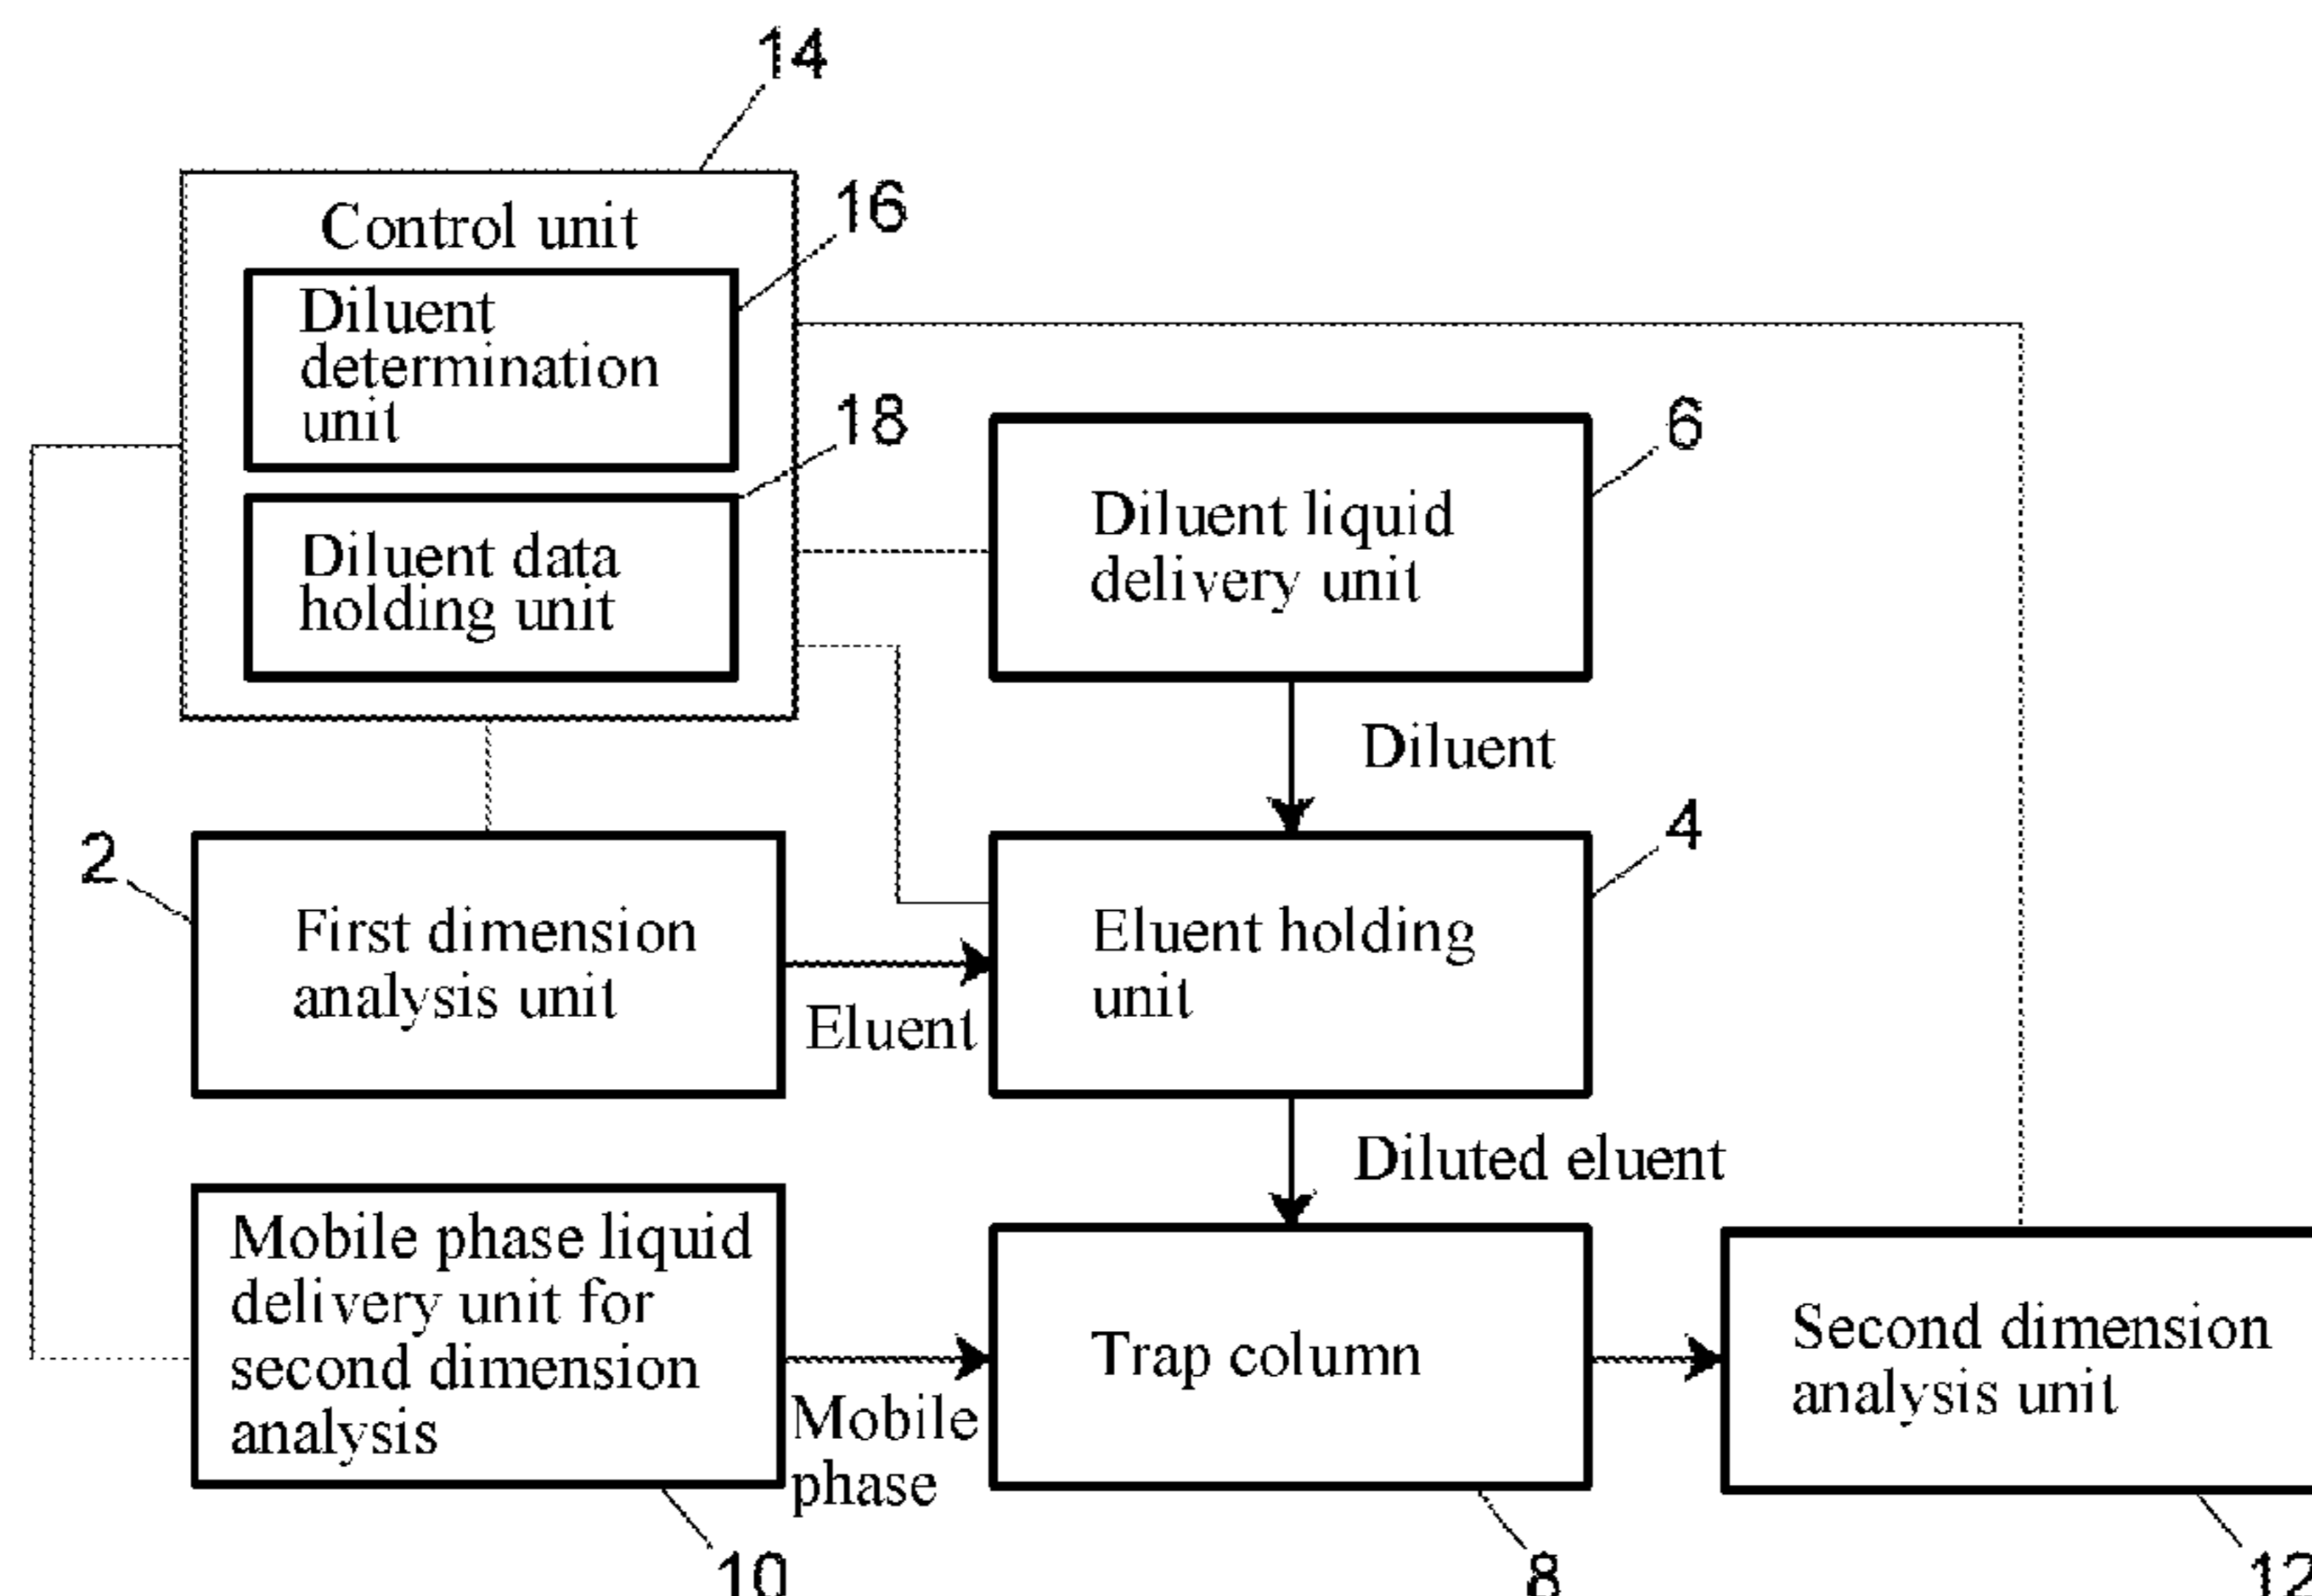 14
Control unit
16
Diluent
determination
unit
18
Diluent data
holding unit
6
Diluent liquid
delivery unit
Diluent
2
First dimension
analysis unit
Eluent
4
Eluent holding
unit
Diluted eluent
Mobile phase liquid
delivery unit for
second dimension
analysis
Mobile
phase
Trap column
Second dimension
analysis unit
10
8
12